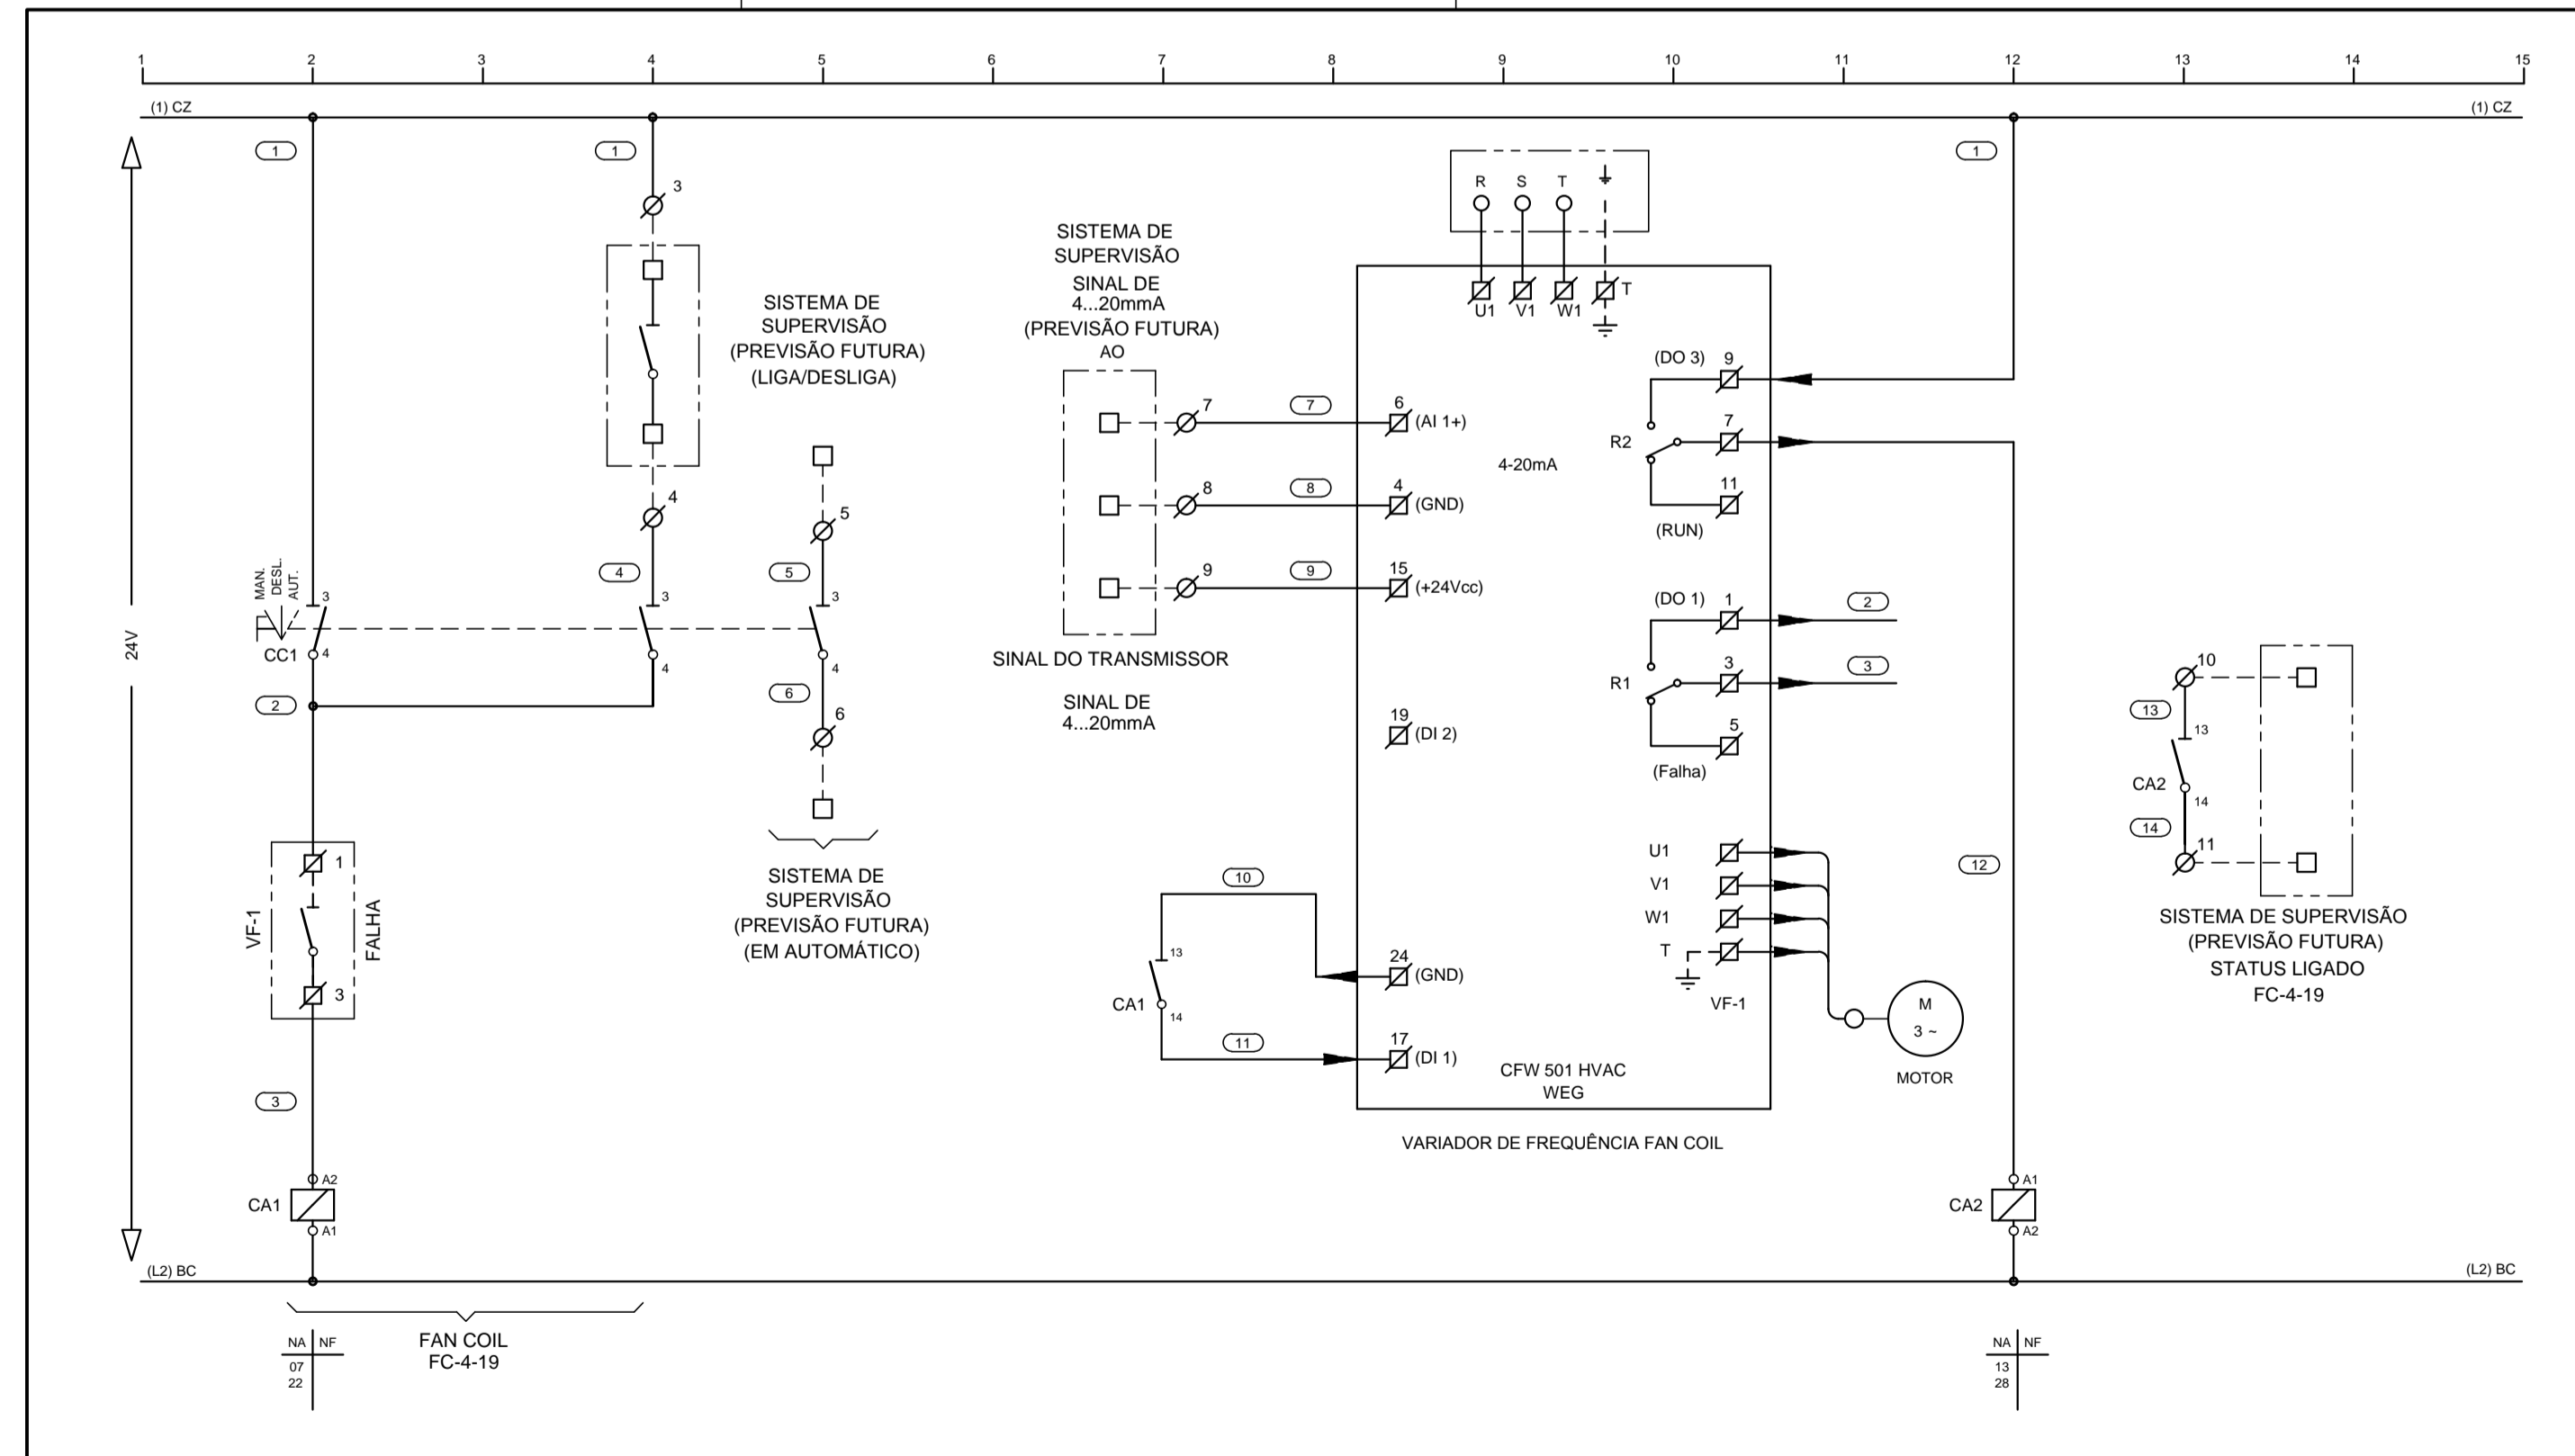 1 2 3 4 5 6 7 8 9 10 11 12 13 14 15
(1) CZ
(1) CZ
1
1
1
24V
3
SISTEMA DE
SUPERVISÃO
(PREVISÃO FUTURA)
(LIGA/DESLIGA)
4
4
3
4
5
5
3
4
6
6
SISTEMA DE
SUPERVISÃO
(PREVISÃO FUTURA)
(EM AUTOMÁTICO)
MAN.
DESL.
AUT.
3
CC1
4
2
VF-1
1
3
FALHA
3
A2
CA1
A1
SISTEMA DE
SUPERVISÃO
SINAL DE
4...20mmA
(PREVISÃO FUTURA)
AO
7
8
9
7
8
9
SINAL DO TRANSMISSOR
SINAL DE
4...20mmA
10
13
CA1
14
11
R S T
U1 V1 W1 T
6
(AI 1+)
4
(GND)
15
(+24Vcc)
19
(DI 2)
24
(GND)
17
(DI 1)
4-20mA
(DO 3) 9
7
R2
11
(RUN)
(DO 1) 1
2
3
3
R1
5
(Falha)
U1
V1
W1
T
VF-1
CFW 501 HVAC
WEG
VARIADOR DE FREQUÊNCIA FAN COIL
M
3 ~
MOTOR
12
A1
CA2
A2
10
13
13
CA2
14
14
11
SISTEMA DE SUPERVISÃO
(PREVISÃO FUTURA)
STATUS LIGADO
FC-4-19
(L2) BC
(L2) BC
FAN COIL
FC-4-19
NA NF
07
22
NA NF
13
28